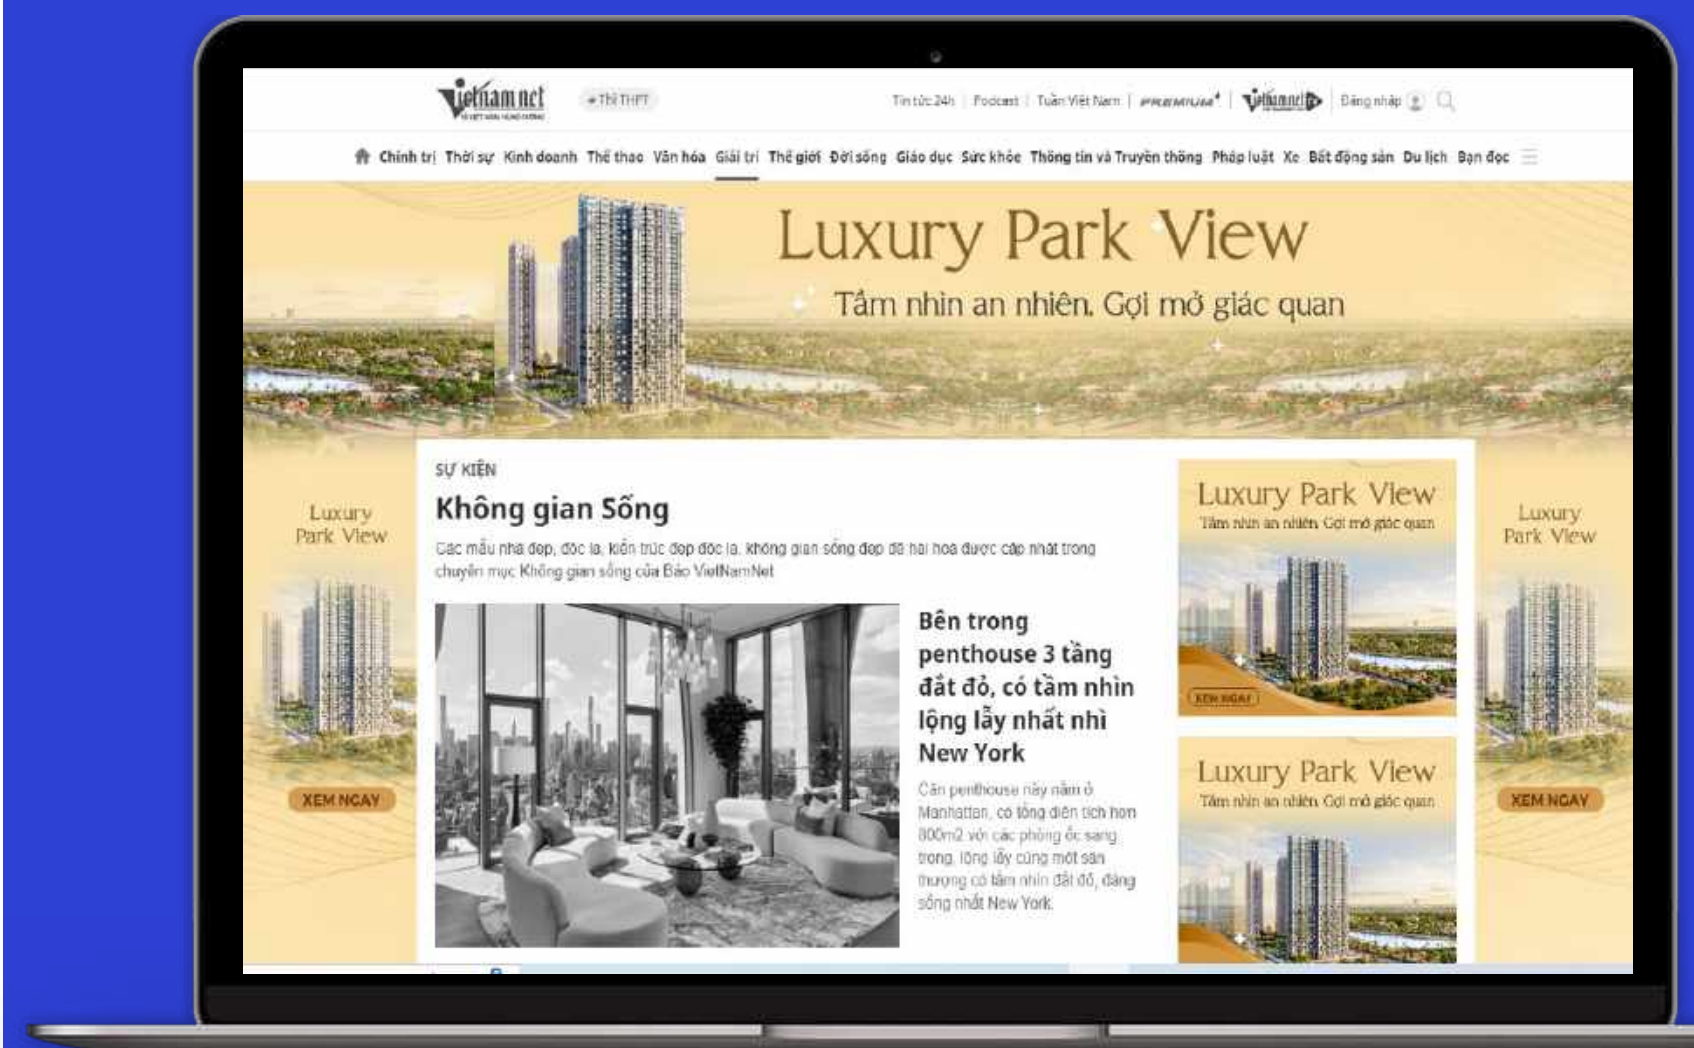 vietnamnet
Thi THPT
Tin tức 24h | Podcast | Tuần Việt Nam | PREMIUM | vietnamnet | Đăng nhập
Chính trị Thời sự Kinh doanh Thể thao Văn hóa Giải trí Thế giới Đời sống Giáo dục Sức khỏe Thông tin và Truyền thông Pháp luật Xe Bất động sản Du lịch Bạn đọc
Luxury Park View
Tầm nhìn an nhiên. Gợi mở giác quan
SỰ KIỆN
Không gian Sống
Các mẫu nhà đẹp, độc lạ, kiến trúc đẹp độc lạ, không gian sống đẹp đẽ hài hoà được cập nhật trong
chuyên mục Không gian sống của Báo VietNamNet
Bên trong
penthouse 3 tầng
đắt đỏ, có tầm nhìn
lộng lẫy nhất nhì
New York
Căn penthouse này nằm ở
Manhattan, có tổng diện tích hơn
800m2 với các phòng ốc sang
trọng, lộng lẫy cùng một sân
thượng có tầm nhìn đắt đỏ, đáng
sống nhất New York.
Luxury
Park View
XEM NGAY
Luxury Park View
Tầm nhìn an nhiên. Gợi mở giác quan
XEM NGAY
Luxury Park View
Tầm nhìn an nhiên. Gợi mở giác quan
Luxury
Park View
XEM NGAY